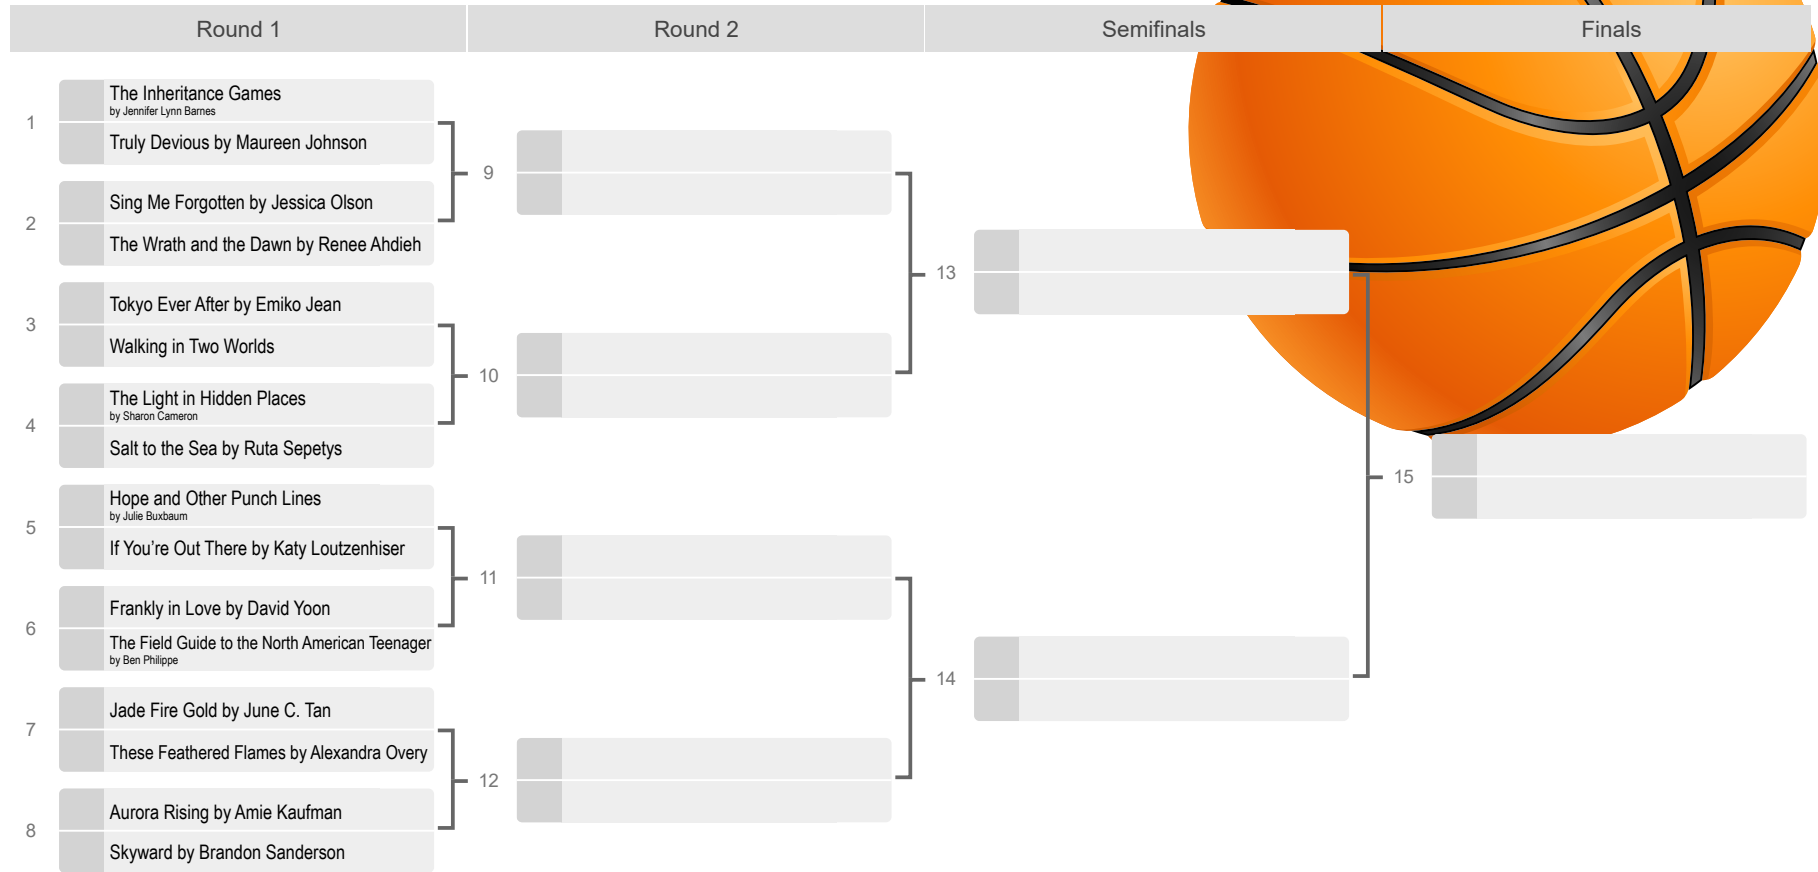 Round 1
Round 2
Semifinals
Finals
1
The Inheritance Games
by Jennifer Lynn Barnes
Truly Devious by Maureen Johnson
2
Sing Me Forgotten by Jessica Olson
The Wrath and the Dawn by Renee Ahdieh
3
Tokyo Ever After by Emiko Jean
Walking in Two Worlds
4
The Light in Hidden Places
by Sharon Cameron
Salt to the Sea by Ruta Sepetys
5
Hope and Other Punch Lines
by Julie Buxbaum
If You're Out There by Katy Loutzenhiser
6
Frankly in Love by David Yoon
The Field Guide to the North American Teenager
by Ben Philippe
7
Jade Fire Gold by June C. Tan
These Feathered Flames by Alexandra Overy
8
Aurora Rising by Amie Kaufman
Skyward by Brandon Sanderson
9
10
11
12
13
14
15